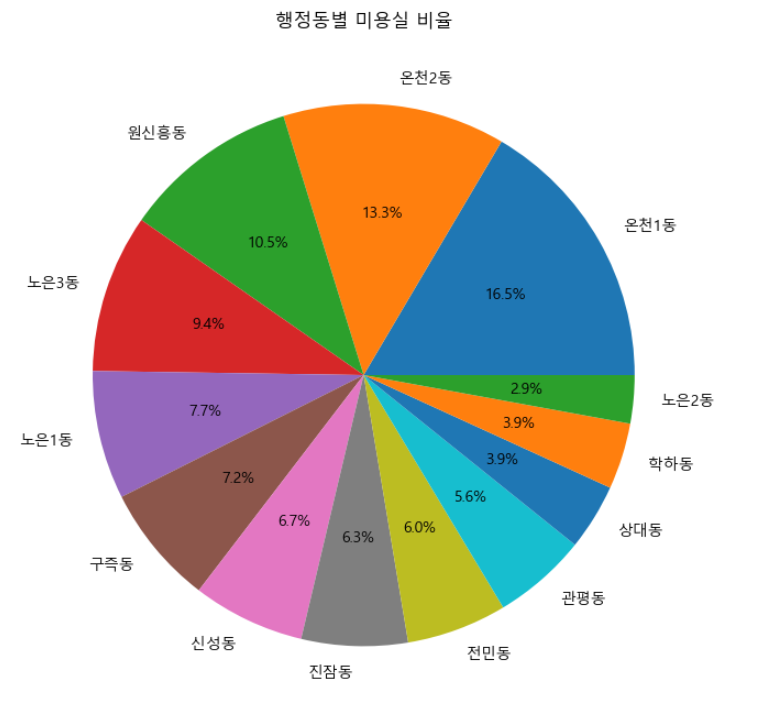 행정동별 미용실 비율
온천2동
원신흥동
온천1동
13.3%
10.5%
노은3동
16.5%
9.4%
2.9%
노은2동
7.7%
3.9%
노은1동
3.9%
학하동
7.2%
5.6%
6.7%
6.0%
상대동
6.3%
구즉동
관평동
신성동
전민동
진잠동